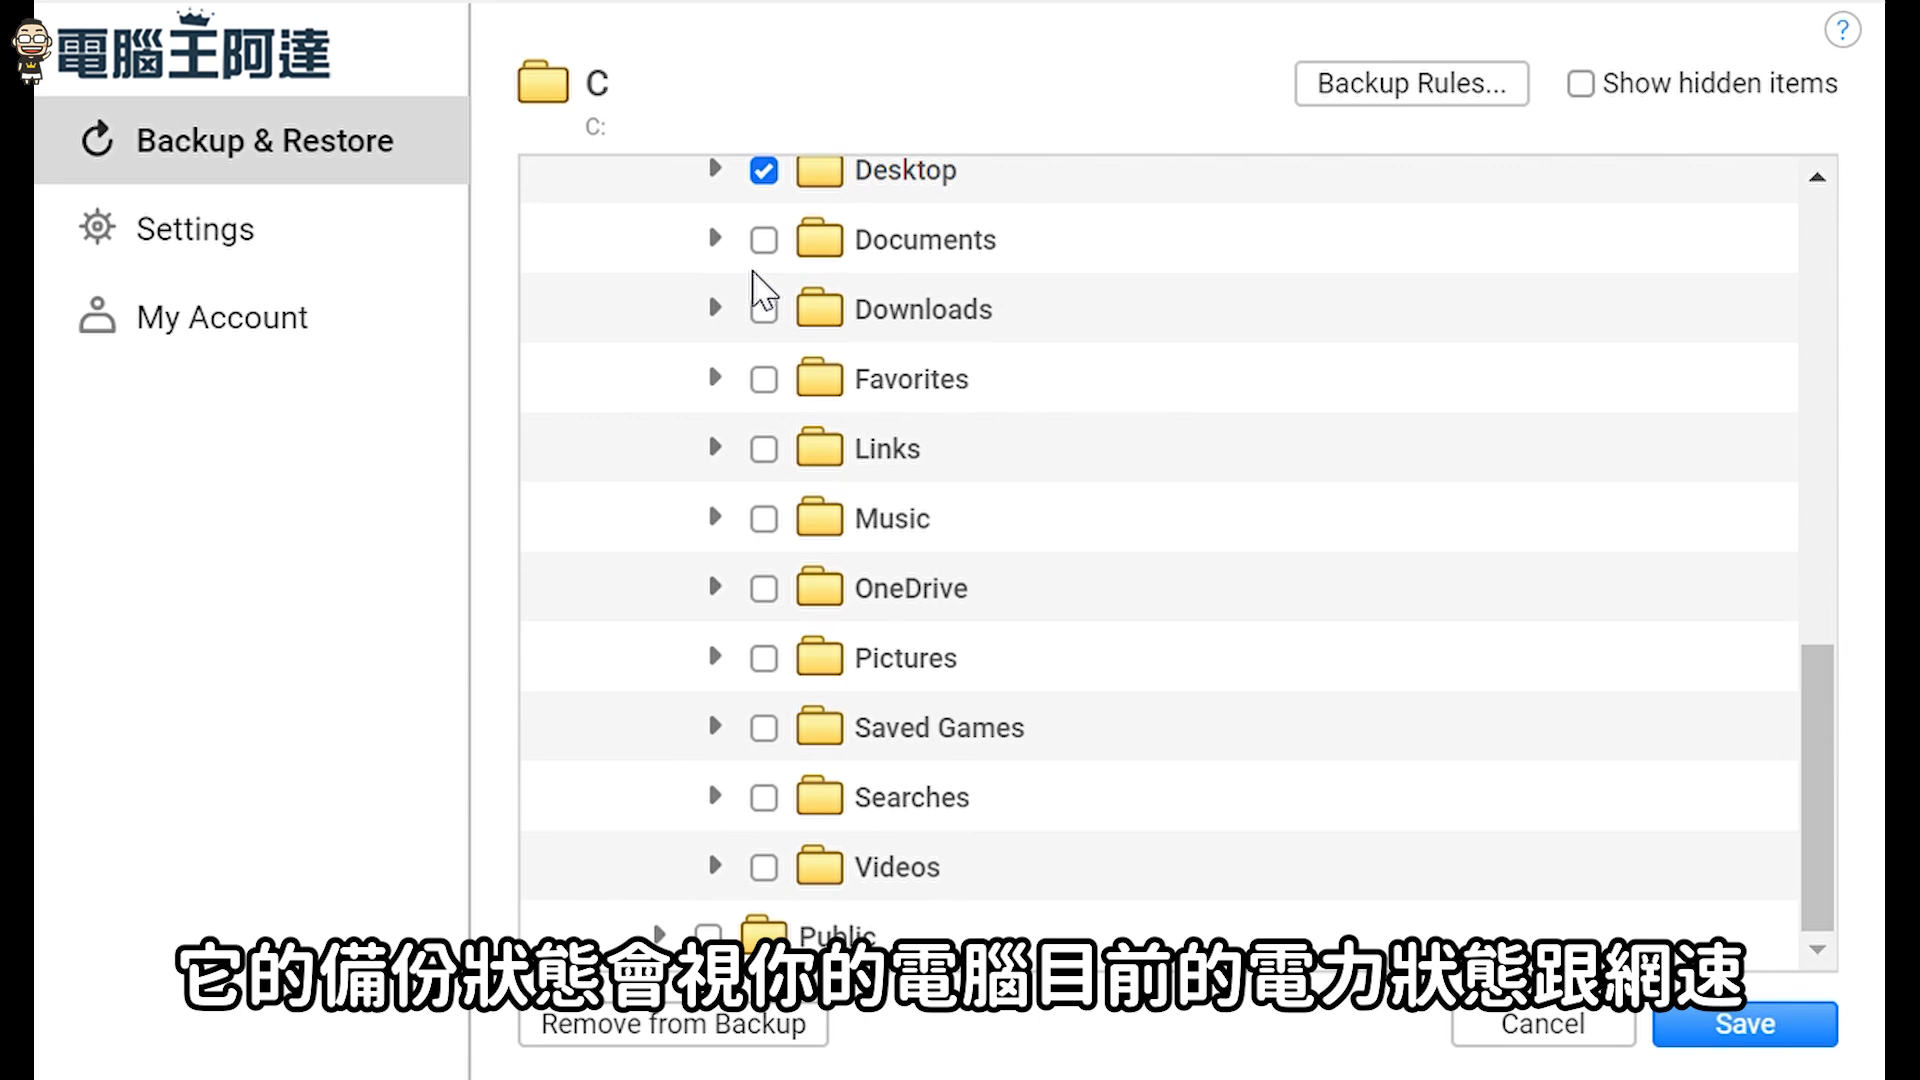 電腦王阿達
?
Backup & Restore
Settings
My Account
C
C:
Backup Rules...
Show hidden items
Desktop
Documents
Downloads
Favorites
Links
Music
OneDrive
Pictures
Saved Games
Searches
Videos
Public
它的備份狀態會視你的電腦目前的電力狀態跟網速
Remove from Backup
Cancel
Save